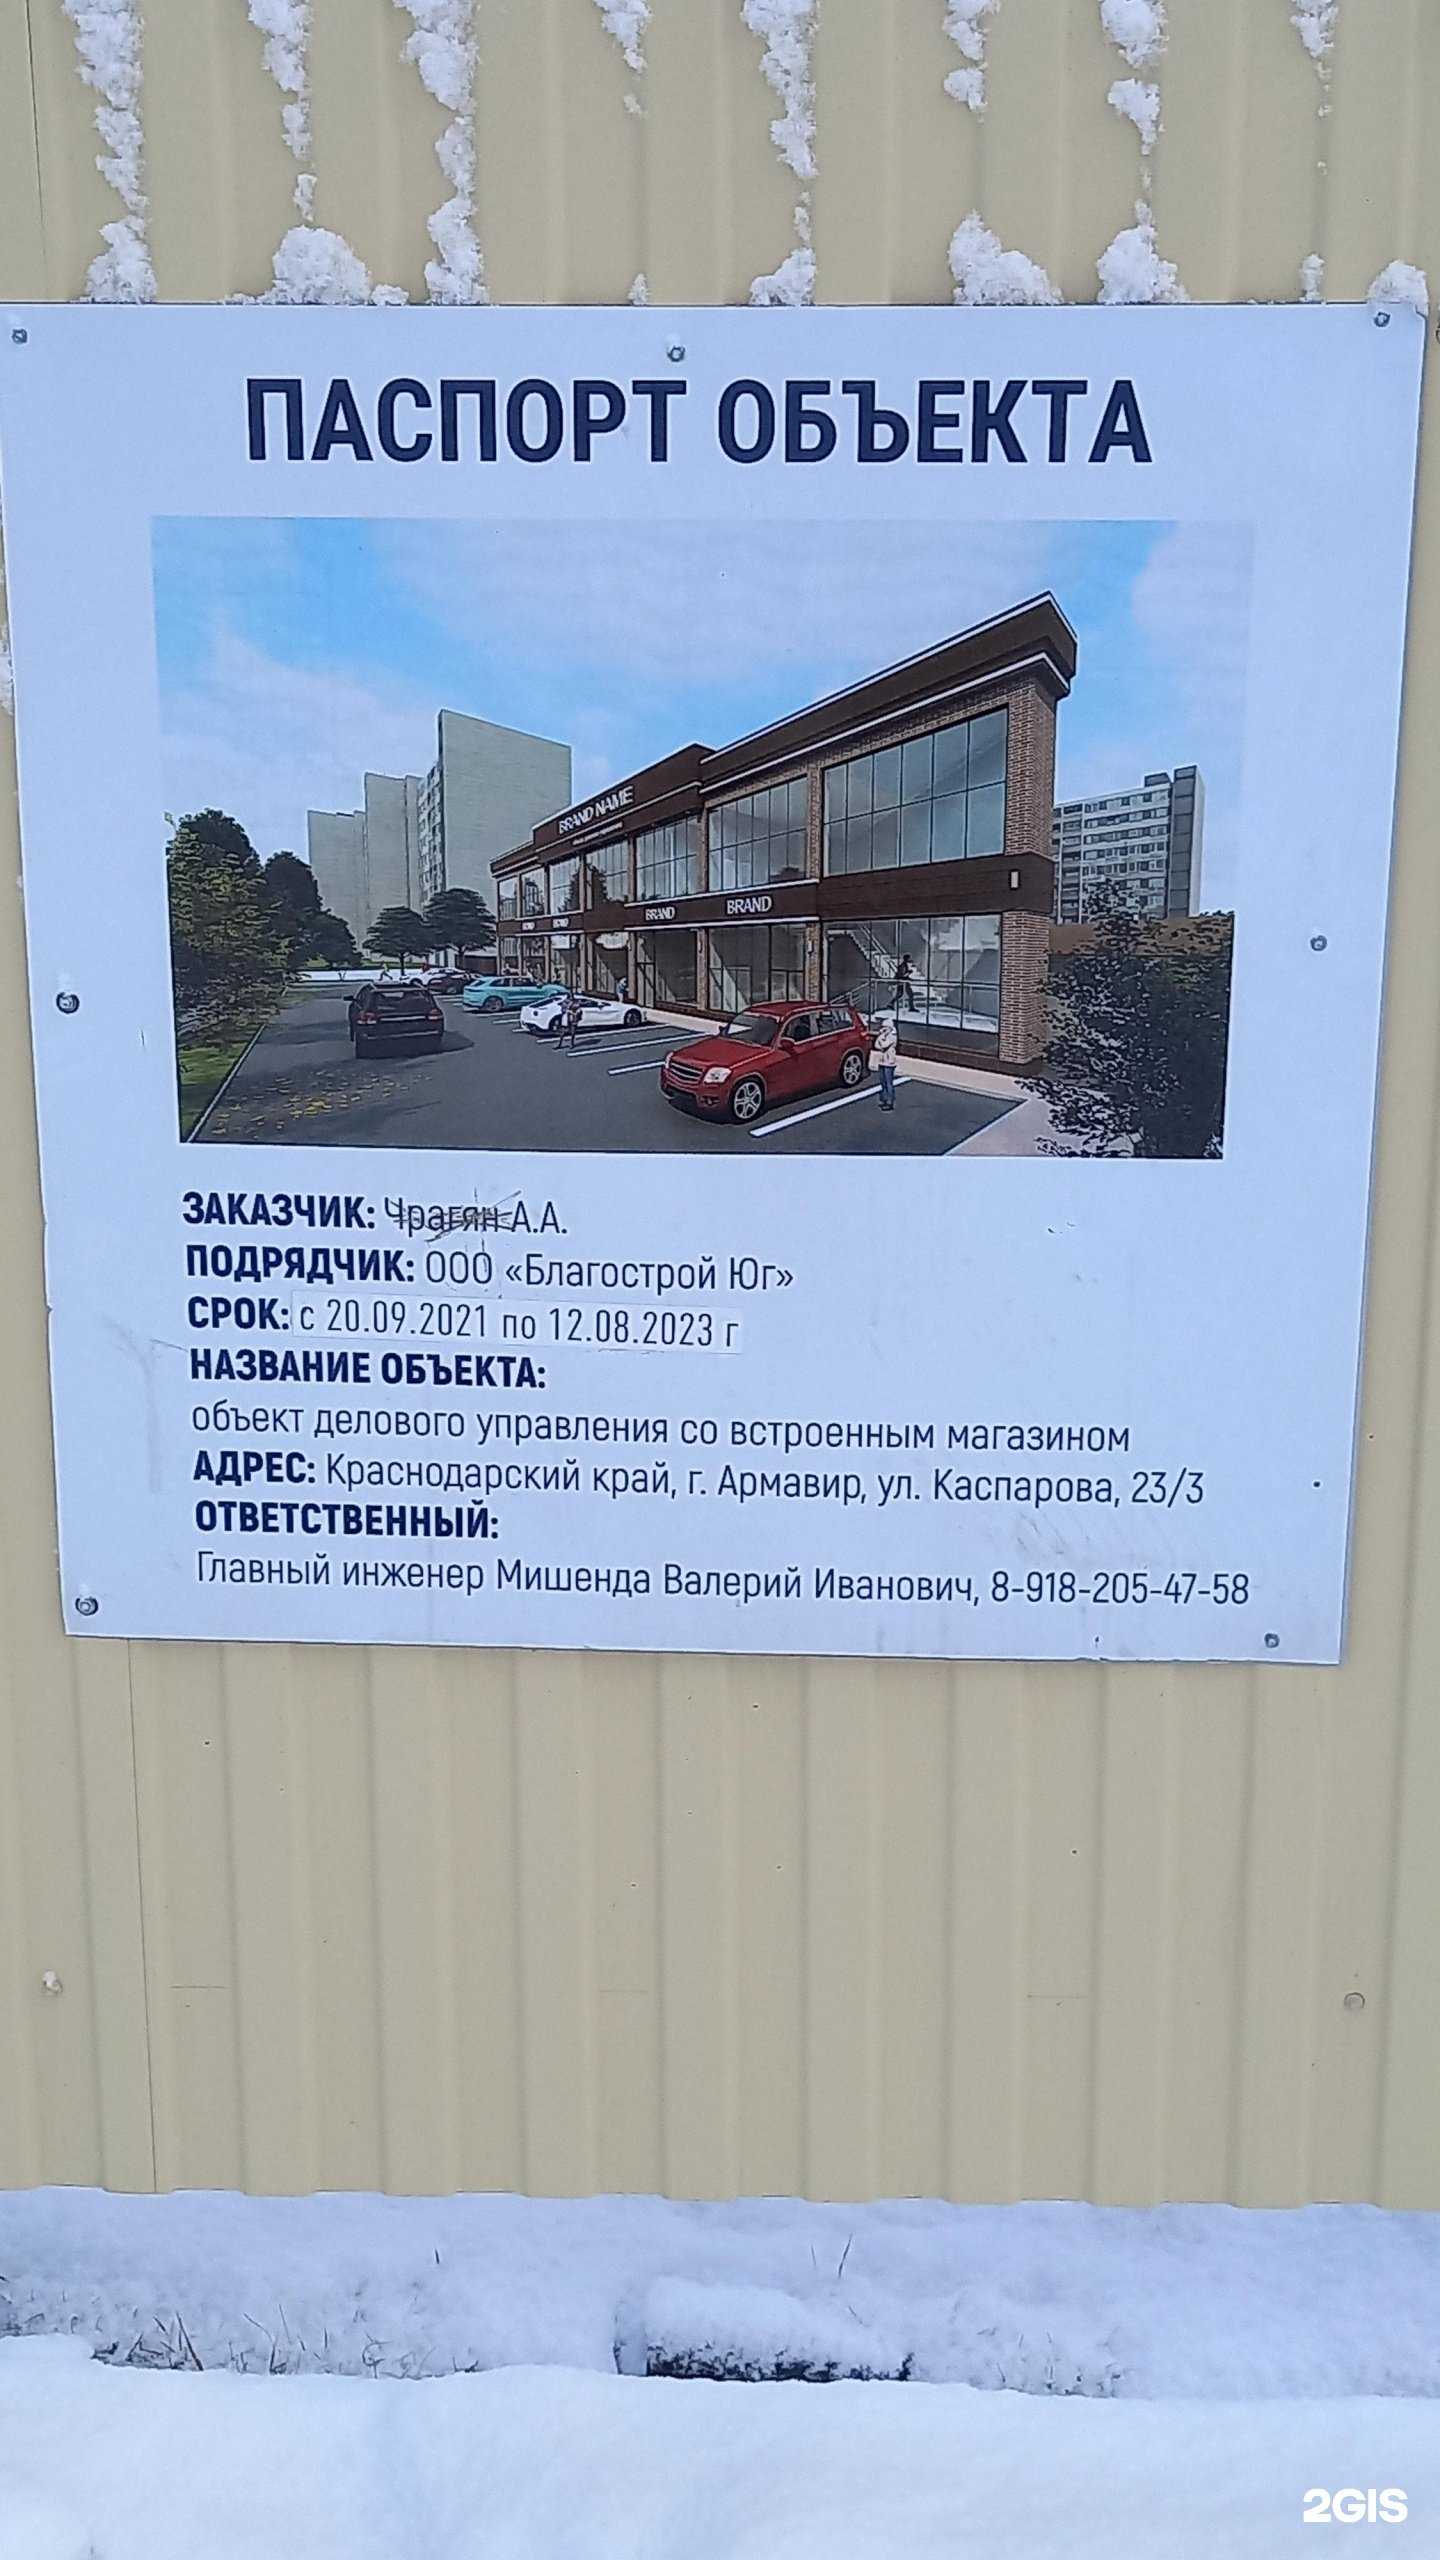 ПАСПОРТ ОБЪЕКТА
BRAND NAME
BRAND
BRAND
ЗАКАЗЧИК: Чрагян А.А.
ПОДРЯДЧИК: ООО «Благострой Юг»
СРОК: с 20.09.2021 по 12.08.2023 г
НАЗВАНИЕ ОБЪЕКТА:
объект делового управления со встроенным магазином
АДРЕС: Краснодарский край, г. Армавир, ул. Каспарова, 23/3
ОТВЕТСТВЕННЫЙ:
Главный инженер Мишенда Валерий Иванович, 8-918-205-47-58
2GIS